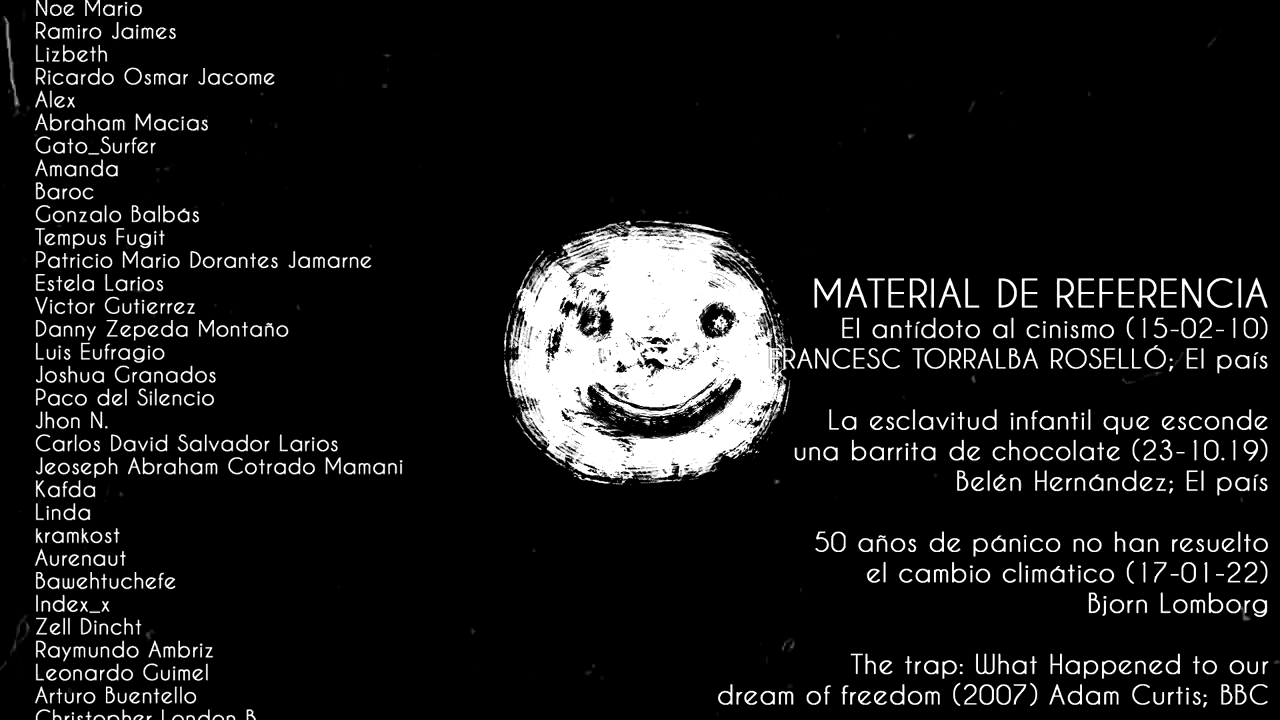 Noe Mario
Ramiro Jaimes
Lizbeth
Ricardo Osmar Jacome
Alex
Abraham Macias
Gato_Surfer
Amanda
Baroc
Gonzalo Balbás
Tempus Fugit
Patricio Mario Dorantes Jamarne
Estela Larios
Victor Gutierrez
Danny Zepeda Montaño
Luis Eufragio
Joshua Granados
Paco del Silencio
Jhon N.
Carlos David Salvador Larios
Jeoseph Abraham Cotrado Mamani
Kafda
Linda
kramkost
Aurenaut
Bawehtuchefe
Index_x
Zell Dincht
Raymundo Ambriz
Leonardo Guimel
Arturo Buentello
Christopher London B.
MATERIAL DE REFERENCIA
El antídoto al cinismo (15-02-10)
FRANCESC TORRALBA ROSELLÓ; El país
La esclavitud infantil que esconde
una barrita de chocolate (23-10.19)
Belén Hernández; El país
50 años de pánico no han resuelto
el cambio climático (17-01-22)
Bjorn Lomborg
The trap: What Happened to our
dream of freedom (2007) Adam Curtis; BBC